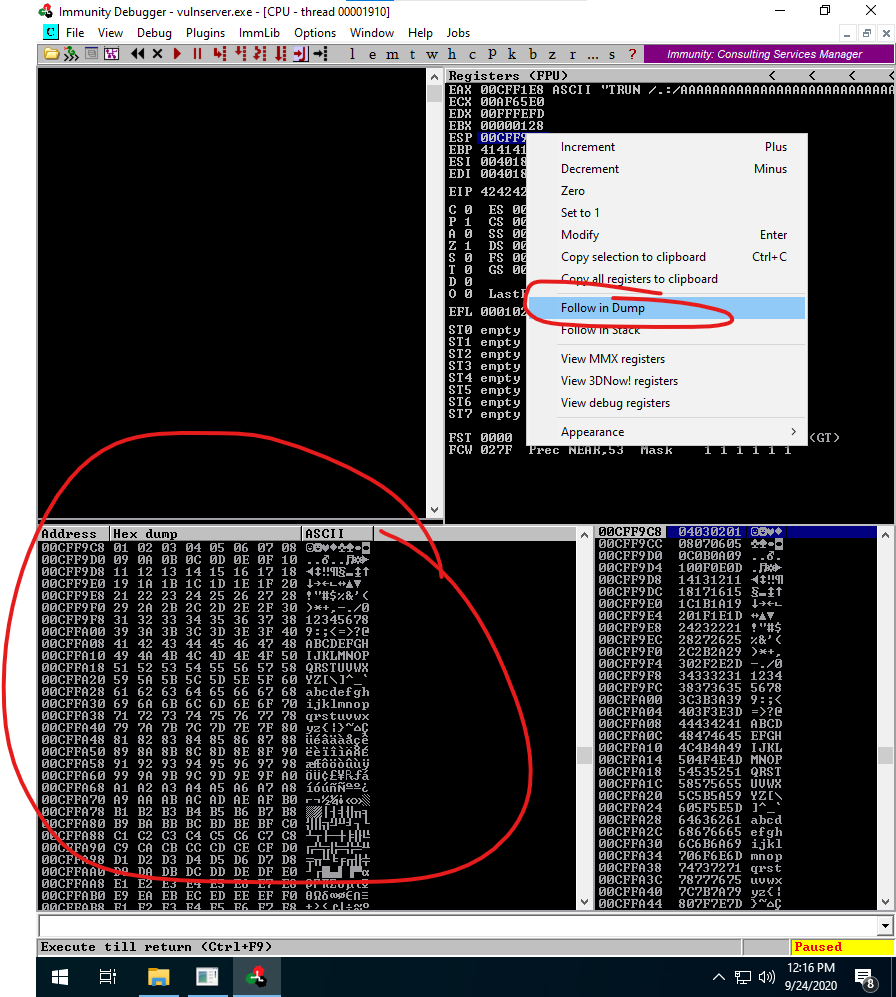 Immunity Debugger - vulnserver.exe - [CPU - thread 00001910]
C File View Debug Plugins ImmLib Options Window Help Jobs
l e m t w h c p k b z r ... s ? Immunity: Consulting Services Manager
Registers (FPU) < < < <
EAX 00CFF1E8 ASCII "TRUN /.:/AAAAAAAAAAAAAAAAAAAAAAAAAA
ECX 00AF65E0
EDX 00FFFEFD
EBX 00000128
ESP 00CFF9
EBP 414141
ESI 004018
EDI 004018
EIP 424242
C 0 ES 00
P 1 CS 00
A 0 SS 00
Z 1 DS 00
S 0 FS 00
T 0 GS 00
D 0
O 0 LastE
EFL 000102
ST0 empty
ST1 empty
ST2 empty
ST3 empty
ST4 empty
ST5 empty
ST6 empty
ST7 empty
FST 0000 (GT)
FCW 027F Prec NEAR,53 Mask 1 1 1 1 1 1
Increment Plus
Decrement Minus
Zero
Set to 1
Modify Enter
Copy selection to clipboard Ctrl+C
Copy all registers to clipboard
Follow in Dump
Follow in Stack
View MMX registers
View 3DNow! registers
View debug registers
Appearance >
Address Hex dump ASCII
00CFF9C8 01 02 03 04 05 06 07 08
00CFF9D0 09 0A 0B 0C 0D 0E 0F 10
00CFF9D8 11 12 13 14 15 16 17 18
00CFF9E0 19 1A 1B 1C 1D 1E 1F 20
00CFF9E8 21 22 23 24 25 26 27 28 !"#$%&'(
00CFF9F0 29 2A 2B 2C 2D 2E 2F 30 )*+,-./0
00CFF9F8 31 32 33 34 35 36 37 38 12345678
00CFFA00 39 3A 3B 3C 3D 3E 3F 40 9:;<=>?@
00CFFA08 41 42 43 44 45 46 47 48 ABCDEFGH
00CFFA10 49 4A 4B 4C 4D 4E 4F 50 IJKLMNOP
00CFFA18 51 52 53 54 55 56 57 58 QRSTUVWX
00CFFA20 59 5A 5B 5C 5D 5E 5F 60 YZ[\]^_`
00CFFA28 61 62 63 64 65 66 67 68 abcdefgh
00CFFA30 69 6A 6B 6C 6D 6E 6F 70 ijklmnop
00CFFA38 71 72 73 74 75 76 77 78 qrstuvwx
00CFFA40 79 7A 7B 7C 7D 7E 7F 80 yz{|}~⌂Ç
00CFFA48 81 82 83 84 85 86 87 88 üéâäàåçê
00CFFA50 89 8A 8B 8C 8D 8E 8F 90 ëèïîìÄÅÉ
00CFFA58 91 92 93 94 95 96 97 98 æÆôöòûùÿ
00CFFA60 99 9A 9B 9C 9D 9E 9F A0 ÖÜ¢£¥₧ƒá
00CFFA68 A1 A2 A3 A4 A5 A6 A7 A8 íóúñÑªº¿
00CFFA70 A9 AA AB AC AD AE AF B0
00CFFA78 B1 B2 B3 B4 B5 B6 B7 B8
00CFFA80 B9 BA BB BC BD BE BF C0
00CFFA88 C1 C2 C3 C4 C5 C6 C7 C8
00CFFA90 C9 CA CB CC CD CE CF D0
00CFFA98 D1 D2 D3 D4 D5 D6 D7 D8
00CFFAA0 D9 DA DB DC DD DE DF E0
00CFFAA8 E1 E2 E3 E4 E5 E6 E7 E8
00CFFAB0 E9 EA EB EC ED EE EF F0
00CFFAB8 F1 F2 F3 F4 F5 F6 F7 F8
00CFF9C8 04030201
00CFF9CC 08070605
00CFF9D0 0C0B0A09
00CFF9D4 100F0E0D
00CFF9D8 14131211
00CFF9DC 18171615
00CFF9E0 1C1B1A19
00CFF9E4 201F1E1D
00CFF9E8 24232221 !"#$
00CFF9EC 28272625 %&'(
00CFF9F0 2C2B2A29 )*+,
00CFF9F4 302F2E2D -./0
00CFF9F8 34333231 1234
00CFF9FC 38373635 5678
00CFFA00 3C3B3A39 9:;<
00CFFA04 403F3E3D =>?@
00CFFA08 44434241 ABCD
00CFFA0C 48474645 EFGH
00CFFA10 4C4B4A49 IJKL
00CFFA14 504F4E4D MNOP
00CFFA18 54535251 QRST
00CFFA1C 58575655 UVWX
00CFFA20 5C5B5A59 YZ[\
00CFFA24 605F5E5D ]^_`
00CFFA28 64636261 abcd
00CFFA2C 68676665 efgh
00CFFA30 6C6B6A69 ijkl
00CFFA34 706F6E6D mnop
00CFFA38 74737271 qrst
00CFFA3C 78777675 uvwx
00CFFA40 7C7B7A79 yz{|
00CFFA44 807F7E7D }~⌂Ç
Execute till return (Ctrl+F9) Paused
12:16 PM
9/24/2020
8